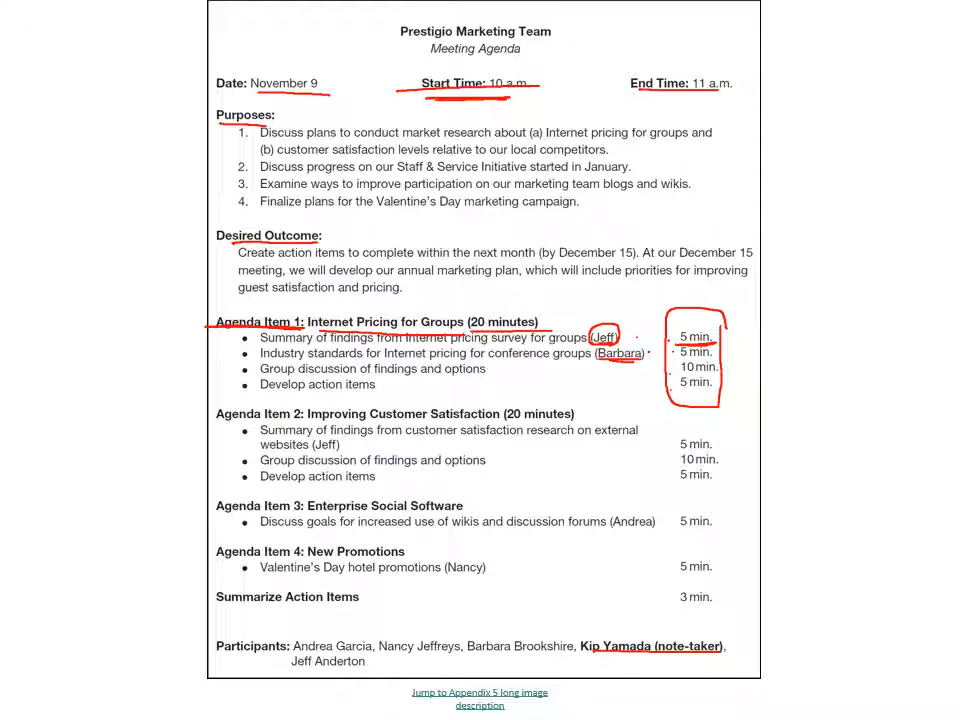 Prestigio Marketing Team
Meeting Agenda
Date: November 9 Start Time: 10 a.m. End Time: 11 a.m.
Purposes:
1. Discuss plans to conduct market research about (a) Internet pricing for groups and
(b) customer satisfaction levels relative to our local competitors.
2. Discuss progress on our Staff & Service Initiative started in January.
3. Examine ways to improve participation on our marketing team blogs and wikis.
4. Finalize plans for the Valentine's Day marketing campaign.
Desired Outcome:
Create action items to complete within the next month (by December 15). At our December 15
meeting, we will develop our annual marketing plan, which will include priorities for improving
guest satisfaction and pricing.
Agenda Item 1: Internet Pricing for Groups (20 minutes)
• Summary of findings from Internet pricing survey for groups (Jeff) 5 min.
• Industry standards for Internet pricing for conference groups (Barbara) 5 min.
• Group discussion of findings and options 10 min.
• Develop action items 5 min.
Agenda Item 2: Improving Customer Satisfaction (20 minutes)
• Summary of findings from customer satisfaction research on external
websites (Jeff) 5 min.
• Group discussion of findings and options 10 min.
• Develop action items 5 min.
Agenda Item 3: Enterprise Social Software
• Discuss goals for increased use of wikis and discussion forums (Andrea) 5 min.
Agenda Item 4: New Promotions
• Valentine's Day hotel promotions (Nancy) 5 min.
Summarize Action Items 3 min.
Participants: Andrea Garcia, Nancy Jeffreys, Barbara Brookshire, Kip Yamada (note-taker),
Jeff Anderton
Jump to Appendix 5 long image
description